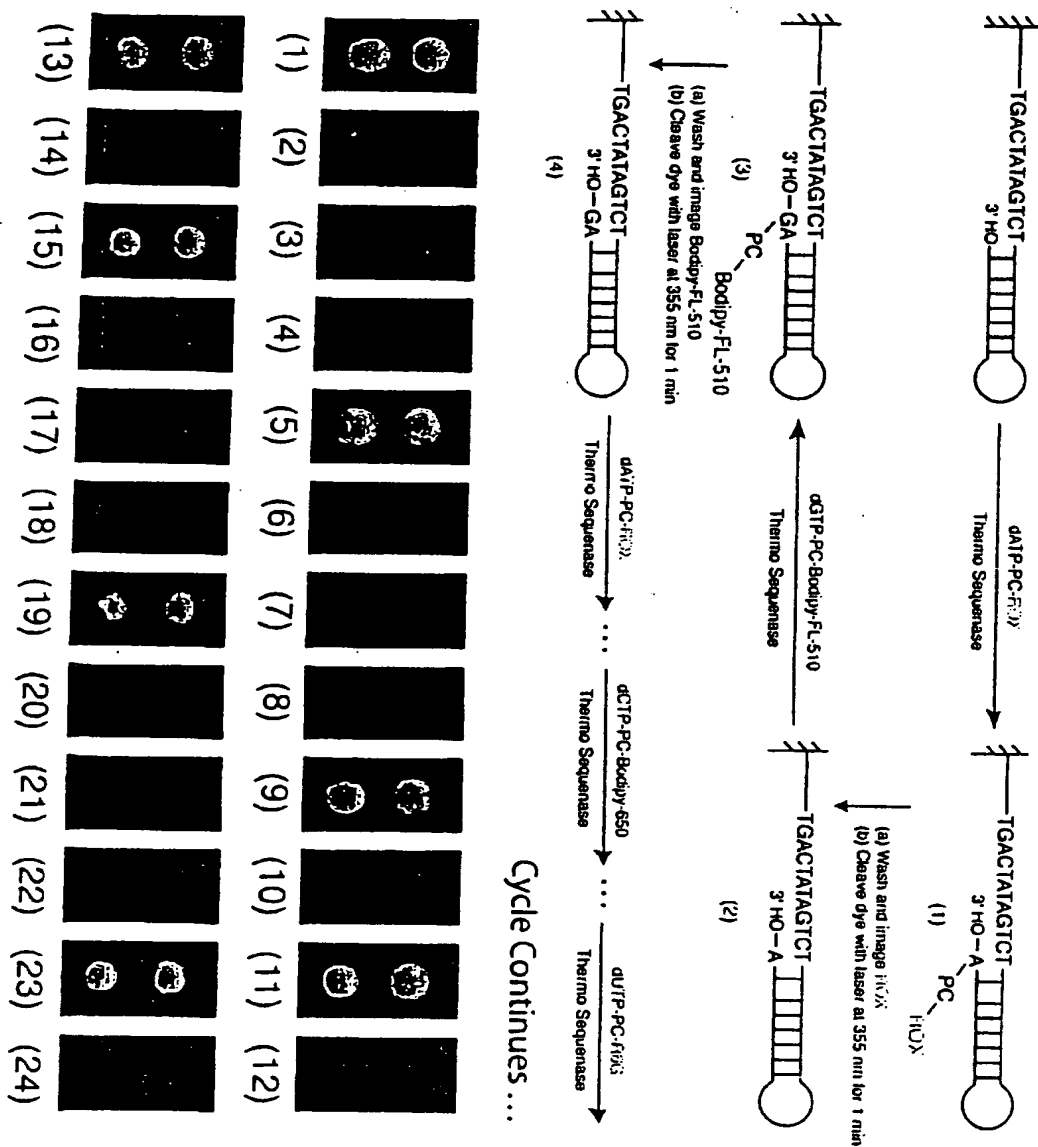 TGACTATAGTCT
3' HO
dATP-PC-ROX
Thermo Sequenase
TGACTATAGTCT
3' HO–A
PC
ROX
(1)
(a) Wash and image ROX
(b) Cleave dye with laser at 355 nm for 1 min
TGACTATAGTCT
3' HO–A
(2)
dGTP-PC-Bodipy-FL-510
Thermo Sequenase
TGACTATAGTCT
3' HO–GA
PC
Bodipy-FL-510
(3)
(a) Wash and image Bodipy-FL-510
(b) Cleave dye with laser at 355 nm for 1 min
TGACTATAGTCT
3' HO–GA
(4)
dATP-PC-ROX
Thermo Sequenase
...
dCTP-PC-Bodipy-650
Thermo Sequenase
...
dUTP-PC-R6G
Thermo Sequenase
Cycle Continues ...
(1) (2) (3) (4) (5) (6) (7) (8) (9) (10) (11) (12)
(13) (14) (15) (16) (17) (18) (19) (20) (21) (22) (23) (24)